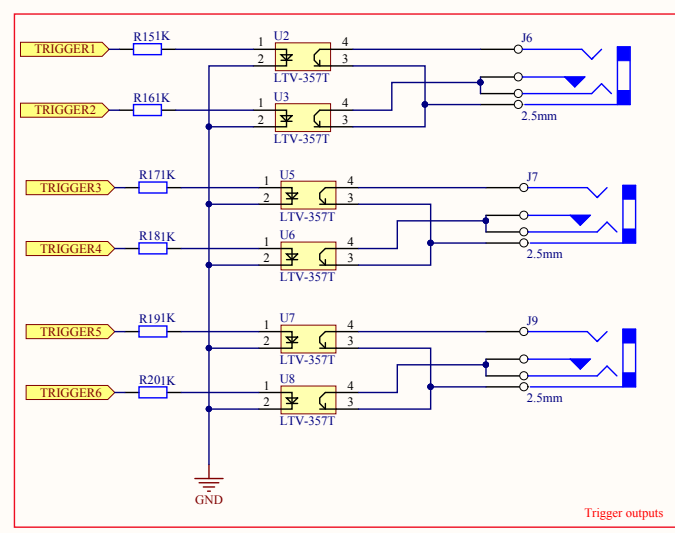 TRIGGER1 R15 1K 1 2 U2 LTV-357T 4 3 J6
TRIGGER2 R16 1K 1 2 U3 LTV-357T 4 3 2.5mm
TRIGGER3 R17 1K 1 2 U5 LTV-357T 4 3 J7
TRIGGER4 R18 1K 1 2 U6 LTV-357T 4 3 2.5mm
TRIGGER5 R19 1K 1 2 U7 LTV-357T 4 3 J9
TRIGGER6 R20 1K 1 2 U8 LTV-357T 4 3 2.5mm
GND
Trigger outputs